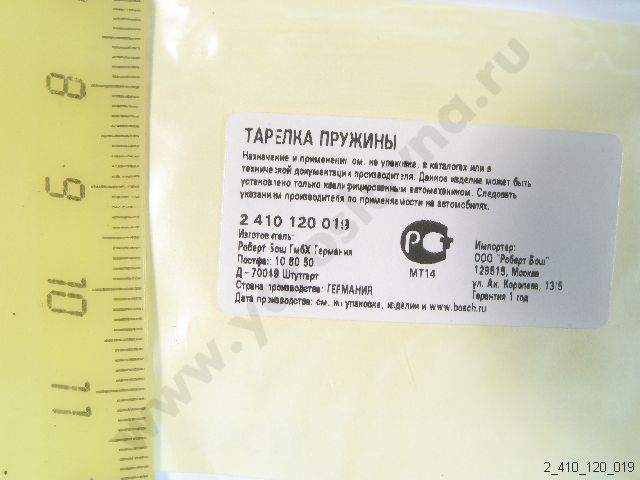 8
9
10
11
ТАРЕЛКА ПРУЖИНЫ
Назначение и применение см. на упаковке, в каталогах или в
технической документации производителя. Данное изделие может быть
установлено только квалифицированным автомехаником. Следовать
указаниям производителя по применяемости на автомобилях.
2 410 120 019
Изготовитель:
Роберт Бош ГмбХ Германия
Постфах 10 60 50
Д - 70049 Штутгарт
Страна производства: ГЕРМАНИЯ
Дата производства: см. на упаковке, изделии и www.bosch.ru
РСТ
МТ14
Импортер:
ООО "Роберт Бош"
129515, Москва
ул. Ак. Королева, 13/5
Гарантия 1 год
2_410_120_019